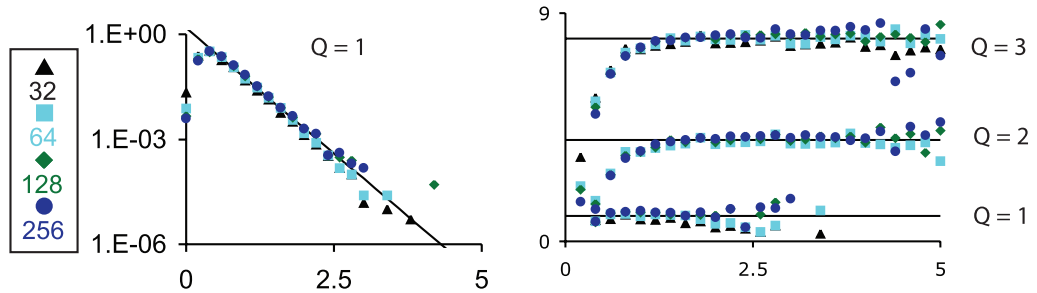 32
64
128
256
1.E+00
1.E-03
1.E-06
Q = 1
0 2.5 5
9
0
Q = 3
Q = 2
Q = 1
0 2.5 5